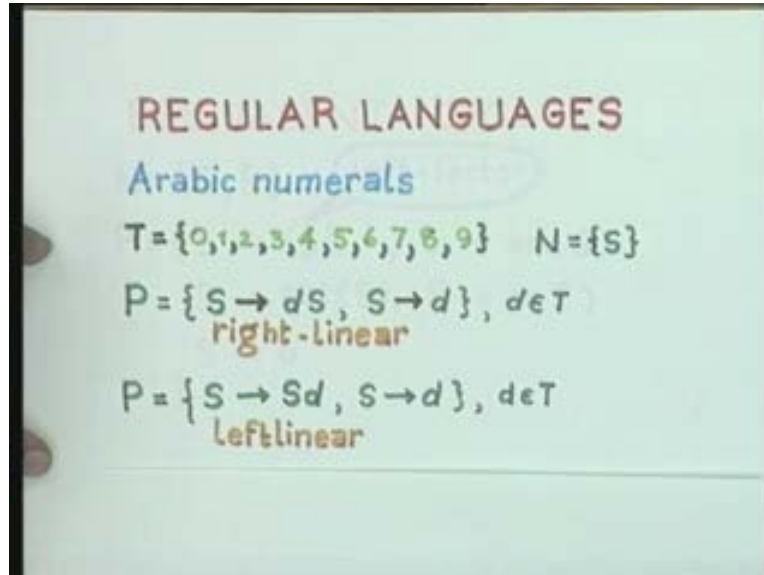 REGULAR LANGUAGES
Arabic numerals
T = {0,1,2,3,4,5,6,7,8,9} N = {S}
P = { S → dS , S → d } , d ∈ T
right-linear
P = { S → Sd , S → d } , d ∈ T
leftlinear